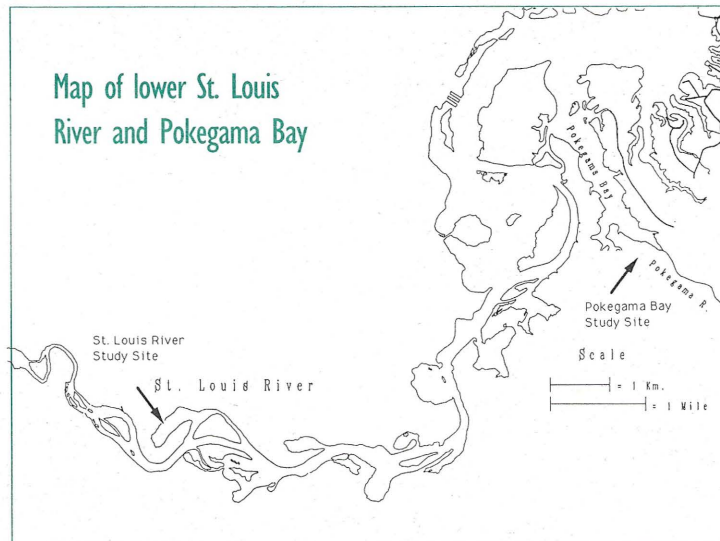 Map of lower St. Louis
River and Pokegama Bay
Pokegama Bay
Pokegama R.
Pokegama Bay
Study Site
St. Louis River
Study Site
St. Louis River
Scale
= 1 Km.
= 1 Mile